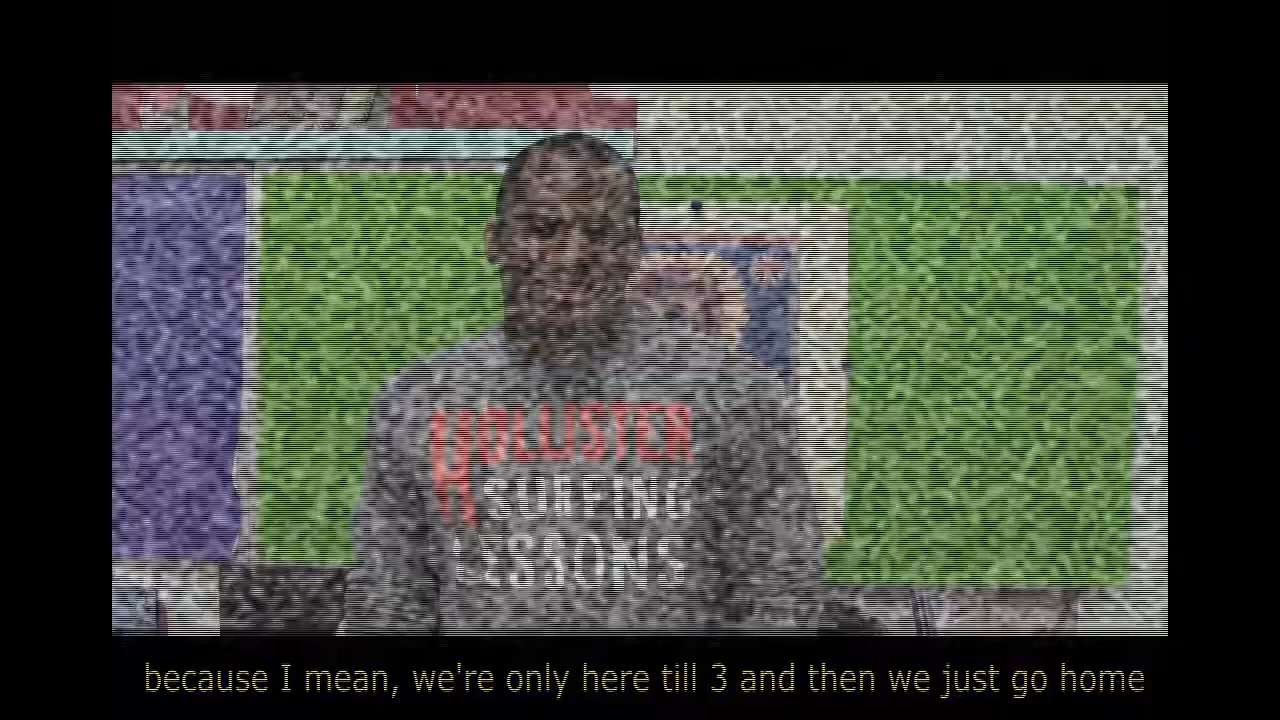 HOLLISTER
SURFING
LESSONS
because I mean, we're only here till 3 and then we just go home